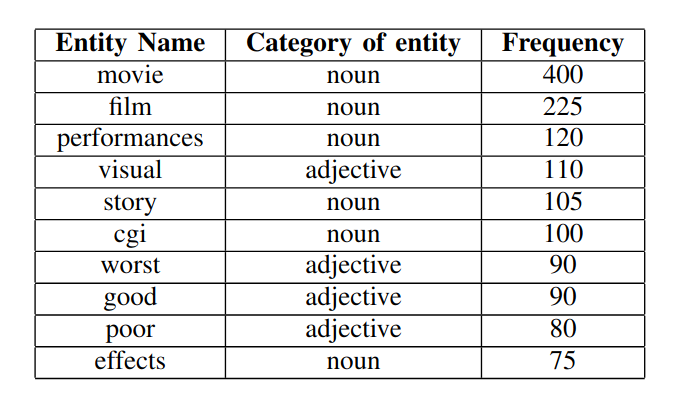 Entity Name Category of entity Frequency
movie noun 400
film noun 225
performances noun 120
visual adjective 110
story noun 105
cgi noun 100
worst adjective 90
good adjective 90
poor adjective 80
effects noun 75